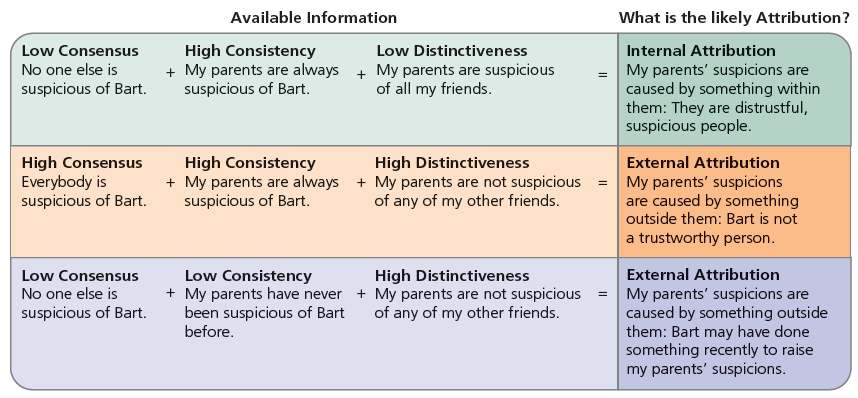 Available Information
What is the likely Attribution?
Low Consensus
No one else is
suspicious of Bart.
+
High Consistency
My parents are always
suspicious of Bart.
+
Low Distinctiveness
My parents are suspicious
of all my friends.
=
Internal Attribution
My parents’ suspicions are
caused by something within
them: They are distrustful,
suspicious people.
High Consensus
Everybody is
suspicious of Bart.
+
High Consistency
My parents are always
suspicious of Bart.
+
High Distinctiveness
My parents are not suspicious
of any of my other friends.
=
External Attribution
My parents’ suspicions
are caused by something
outside them: Bart is not
a trustworthy person.
Low Consensus
No one else is
suspicious of Bart.
+
Low Consistency
My parents have never
been suspicious of Bart
before.
+
High Distinctiveness
My parents are not suspicious
of any of my other friends.
=
External Attribution
My parents’ suspicions are
caused by something outside
them: Bart may have done
something recently to raise
my parents’ suspicions.